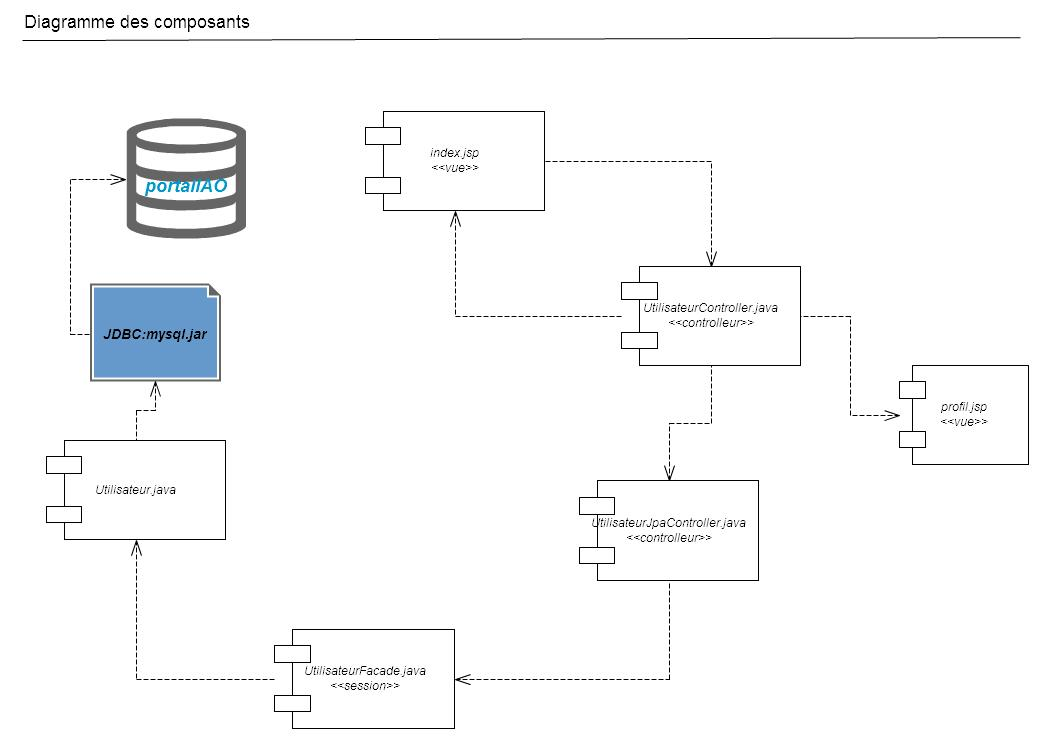 Diagramme des composants
index.jsp
<<vue>>
portailAO
UtilisateurController.java
<<controlleur>>
JDBC:mysql.jar
profil.jsp
<<vue>>
Utilisateur.java
UtilisateurJpaController.java
<<controlleur>>
UtilisateurFacade.java
<<session>>